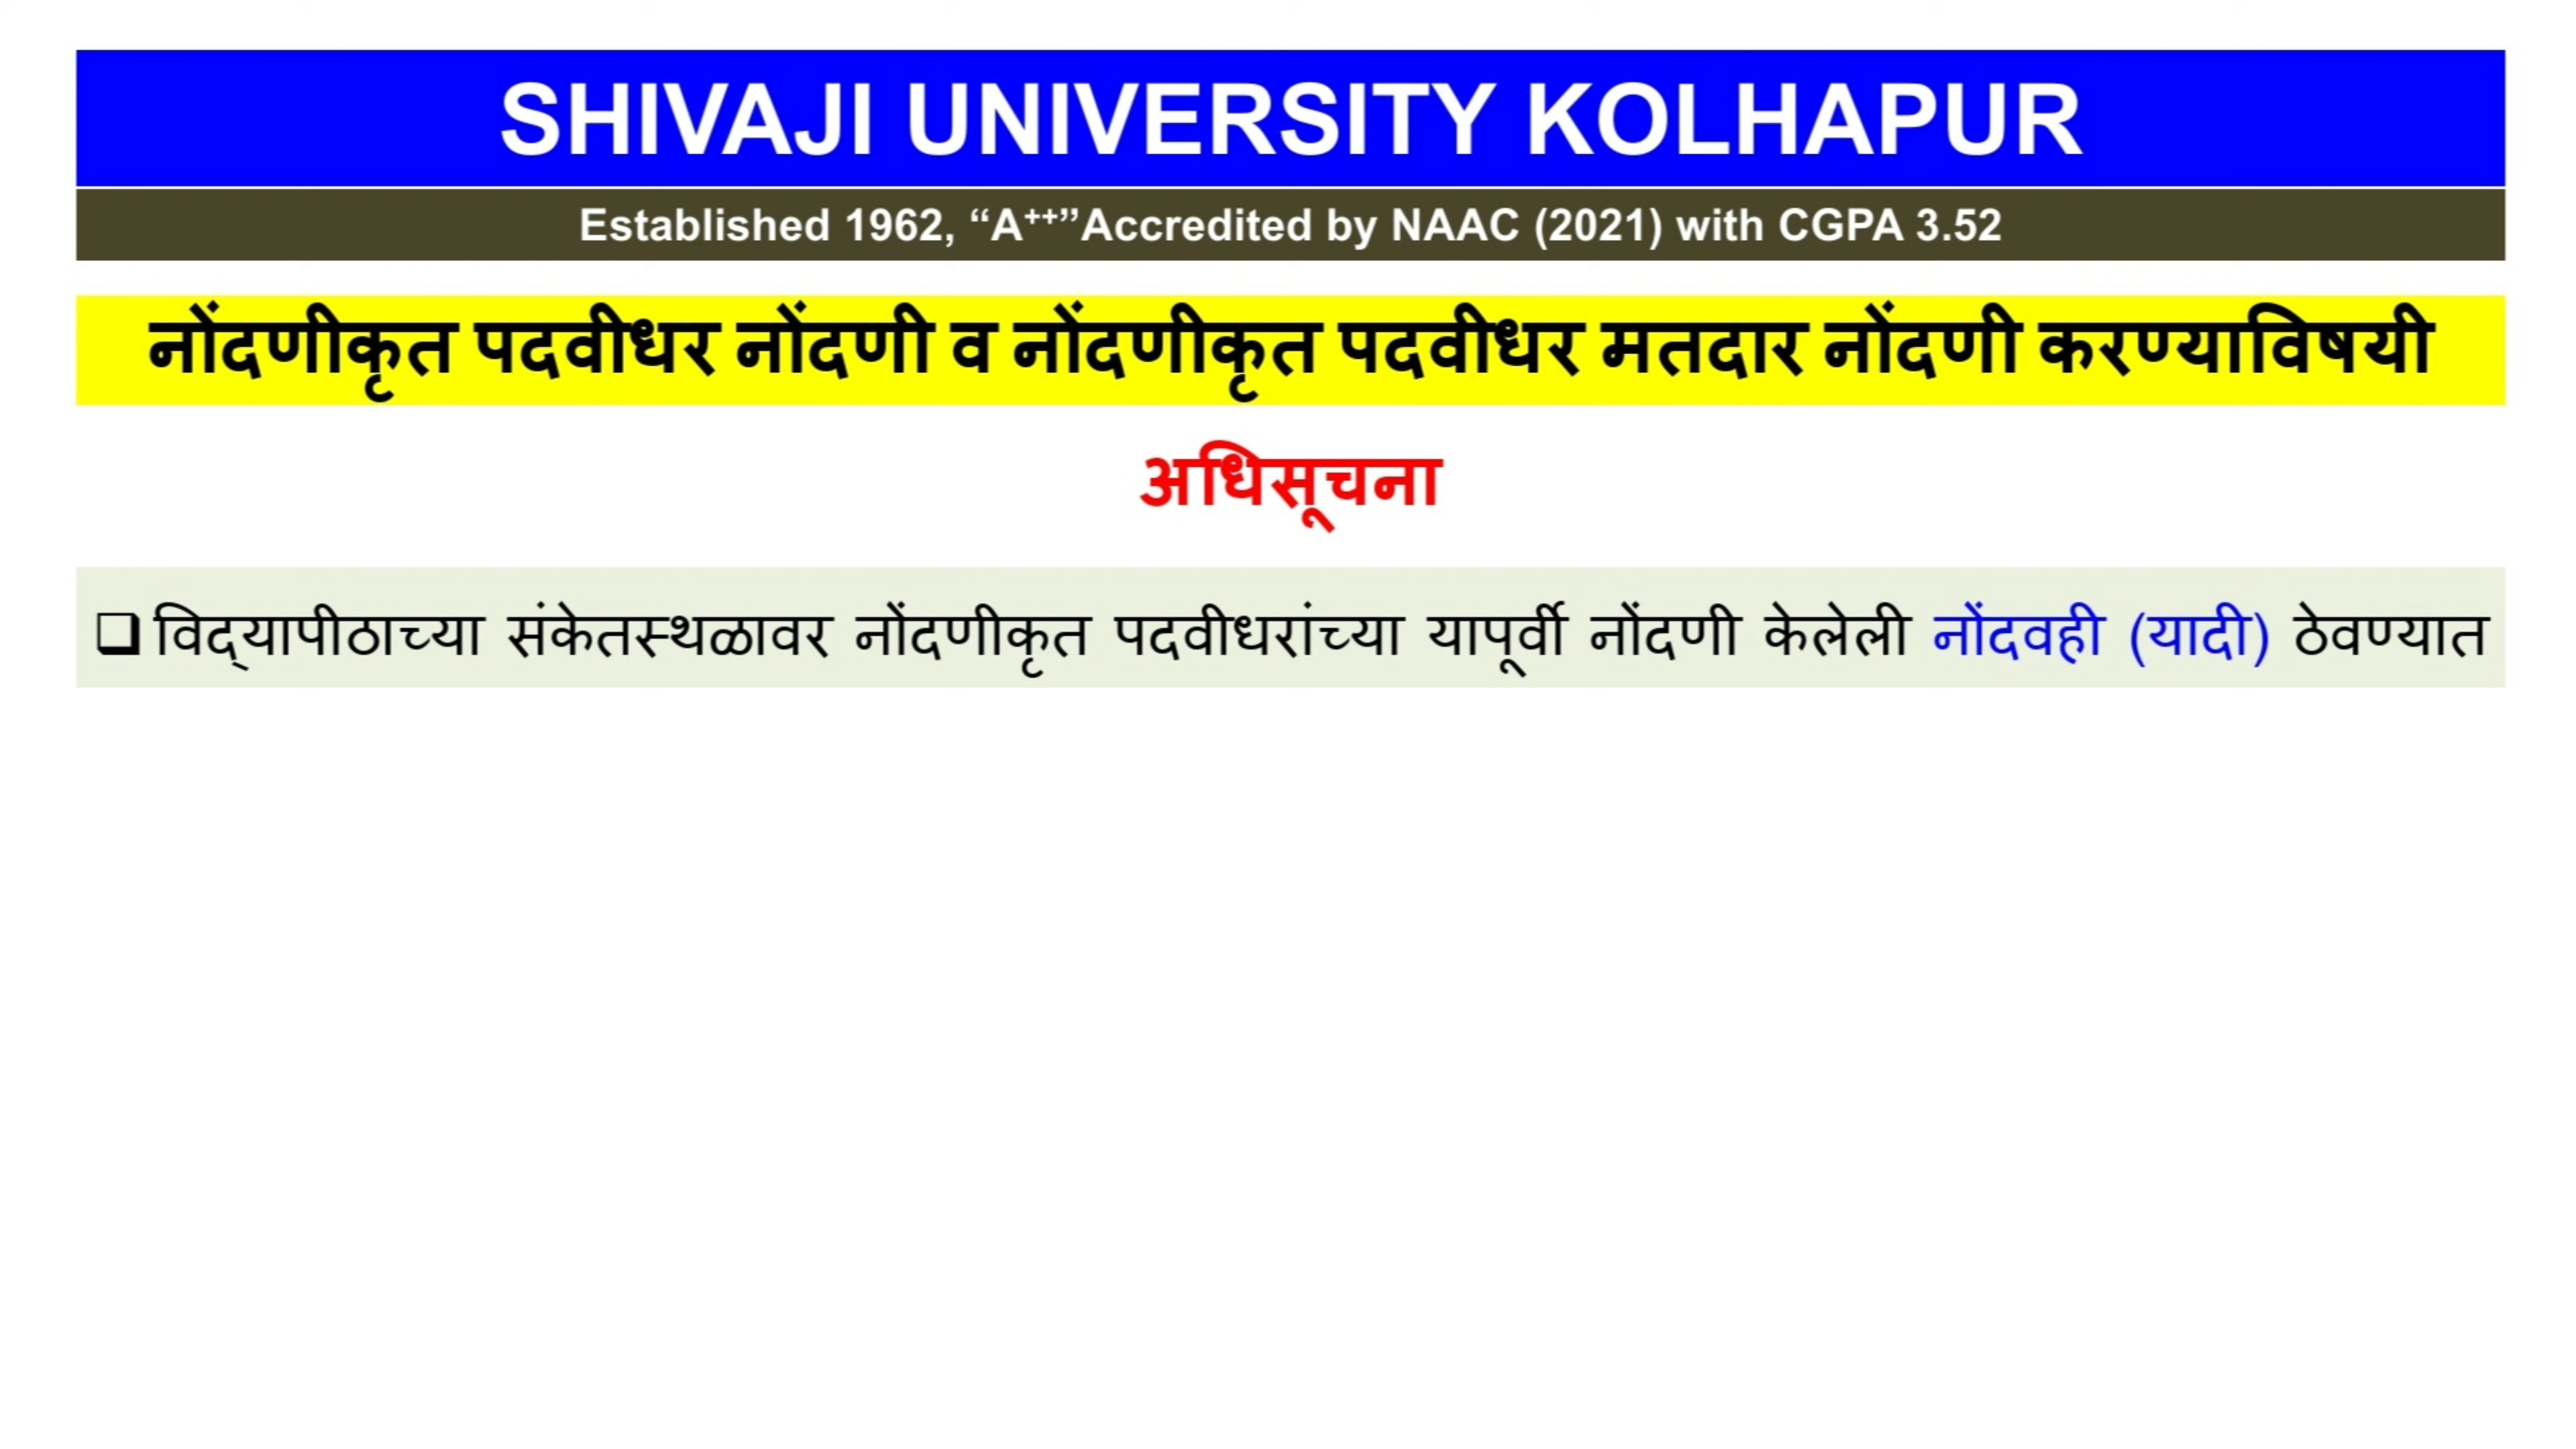 SHIVAJI UNIVERSITY KOLHAPUR
Established 1962, “A⁺⁺”Accredited by NAAC (2021) with CGPA 3.52
नोंदणीकृत पदवीधर नोंदणी व नोंदणीकृत पदवीधर मतदार नोंदणी करण्याविषयी
अधिसूचना
❑ विद्‌यापीठाच्या संकेतस्थळावर नोंदणीकृत पदवीधरांच्या यापूर्वी नोंदणी केलेली नोंदवही (यादी) ठेवण्यात